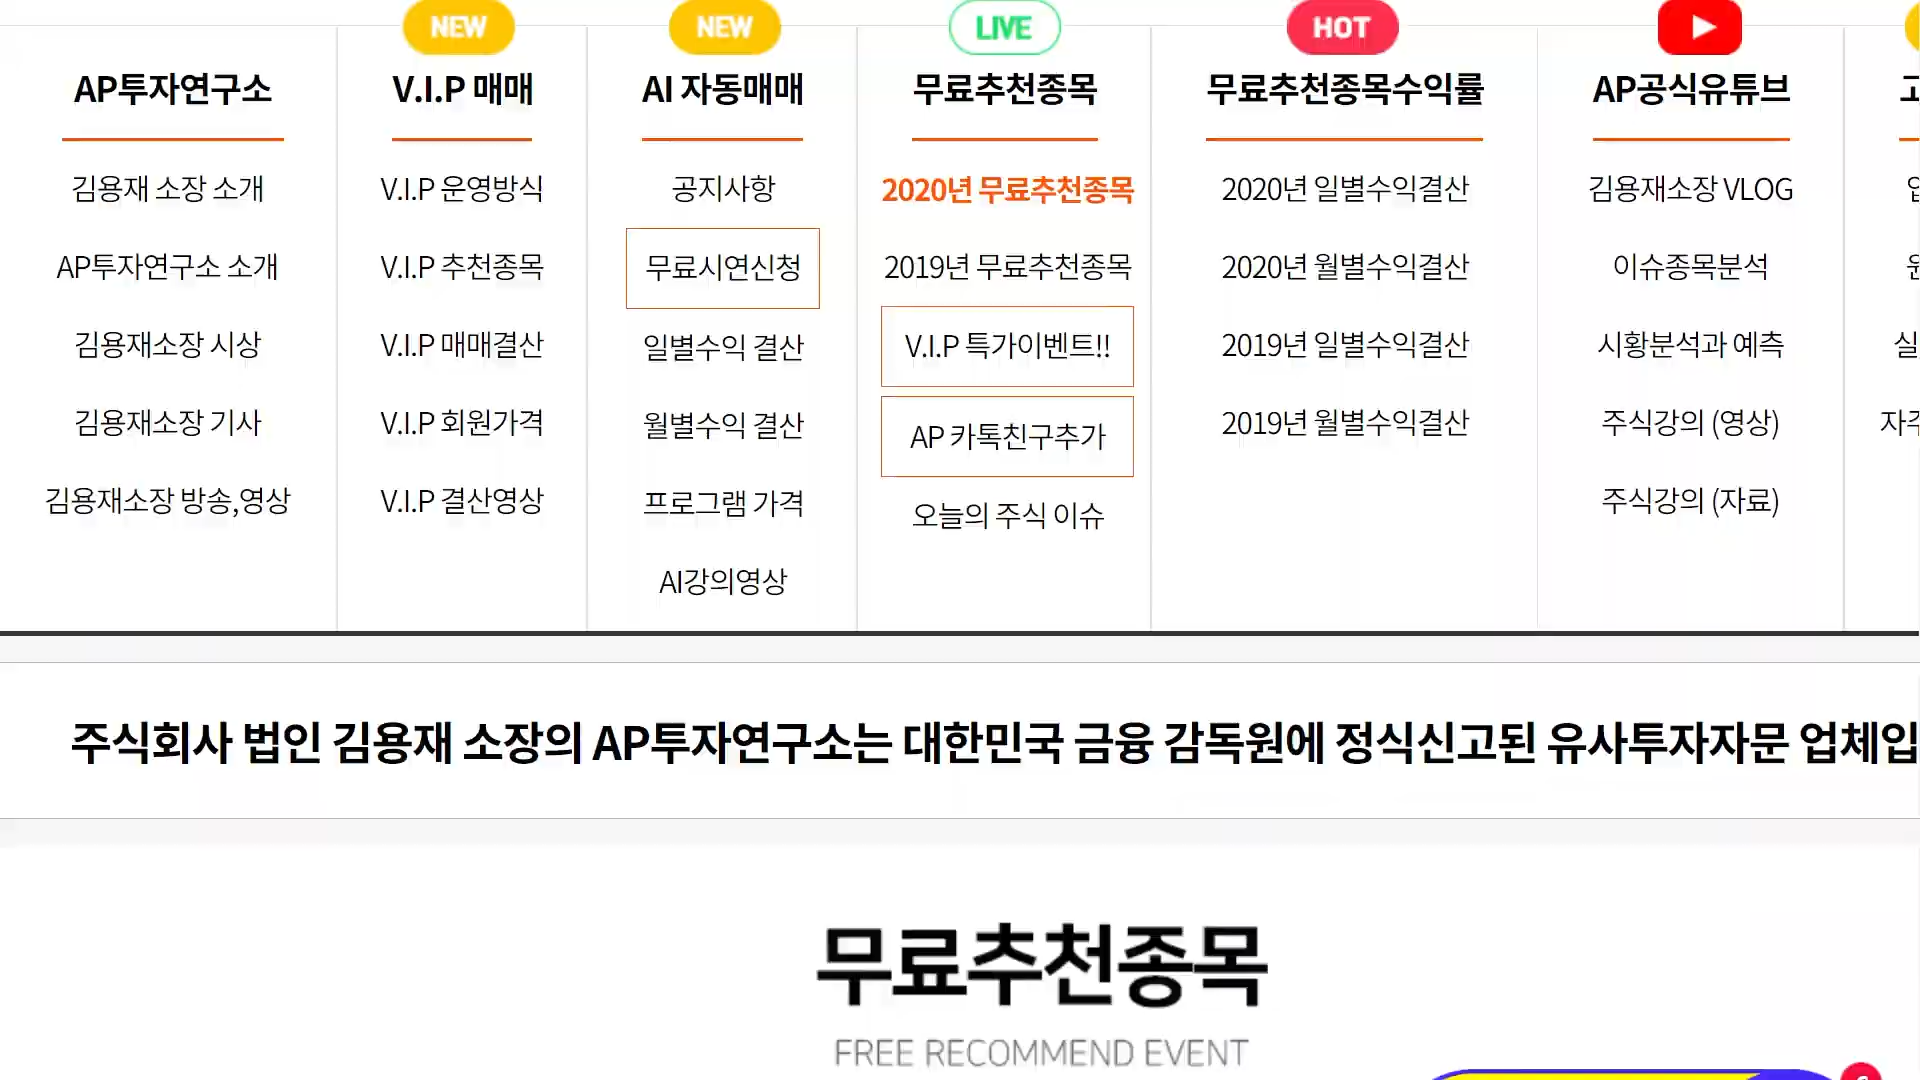 NEW
NEW
LIVE
HOT
AP투자연구소
V.I.P 매매
AI 자동매매
무료추천종목
무료추천종목수익률
AP공식유튜브
김용재 소장 소개
V.I.P 운영방식
공지사항
2020년 무료추천종목
2020년 일별수익결산
김용재소장 VLOG
AP투자연구소 소개
V.I.P 추천종목
무료시연신청
2019년 무료추천종목
2020년 월별수익결산
이슈종목분석
김용재소장 시상
V.I.P 매매결산
일별수익 결산
V.I.P 특가이벤트!!
2019년 일별수익결산
시황분석과 예측
실
김용재소장 기사
V.I.P 회원가격
월별수익 결산
AP 카톡친구추가
2019년 월별수익결산
주식강의 (영상)
자주
김용재소장 방송,영상
V.I.P 결산영상
프로그램 가격
오늘의 주식 이슈
주식강의 (자료)
AI강의영상
주식회사 법인 김용재 소장의 AP투자연구소는 대한민국 금융 감독원에 정식신고된 유사투자자문 업체입
무료추천종목
FREE RECOMMEND EVENT